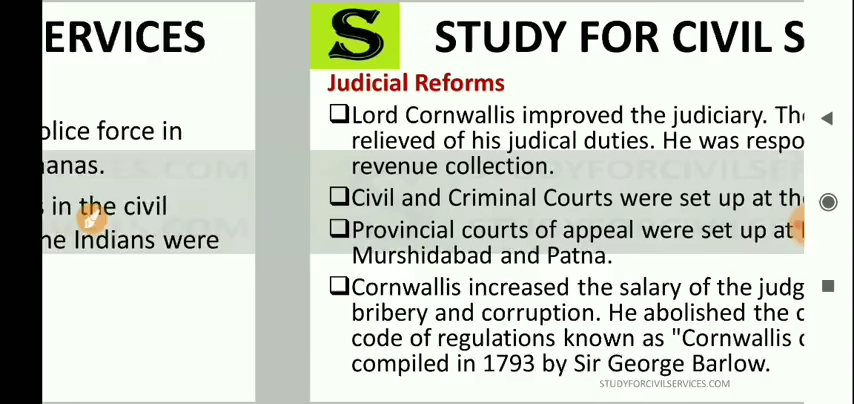 ERVICES
olice force in
anas.
in the civil
ne Indians were
S STUDY FOR CIVIL S
Judicial Reforms
❑Lord Cornwallis improved the judiciary. The
relieved of his judical duties. He was respo
revenue collection.
❑Civil and Criminal Courts were set up at th
❑Provincial courts of appeal were set up at
Murshidabad and Patna.
❑Cornwallis increased the salary of the judg
bribery and corruption. He abolished the c
code of regulations known as "Cornwallis c
compiled in 1793 by Sir George Barlow.
STUDYFORCIVILSERVICES.COM